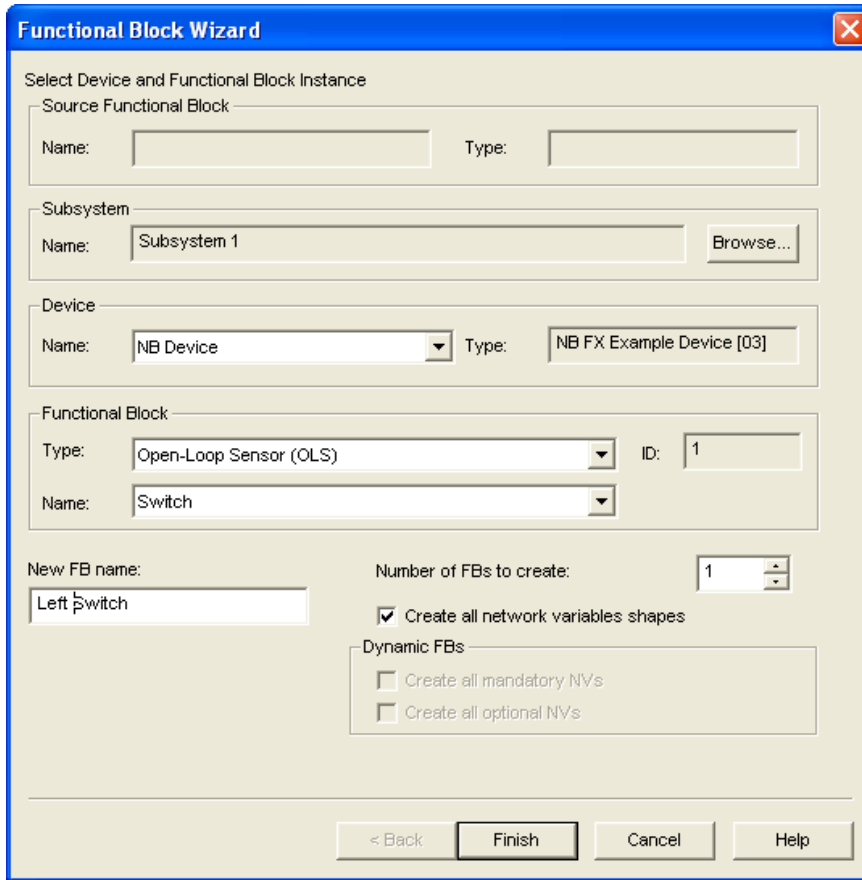 Functional Block Wizard
Select Device and Functional Block Instance
Source Functional Block
Name: Type:
Subsystem
Name: Subsystem 1 Browse...
Device
Name: NB Device Type: NB FX Example Device [03]
Functional Block
Type: Open-Loop Sensor (OLS) ID: 1
Name: Switch
New FB name: Number of FBs to create: 1
Left Switch
Create all network variables shapes
Dynamic FBs
Create all mandatory NVs
Create all optional NVs
< Back Finish Cancel Help